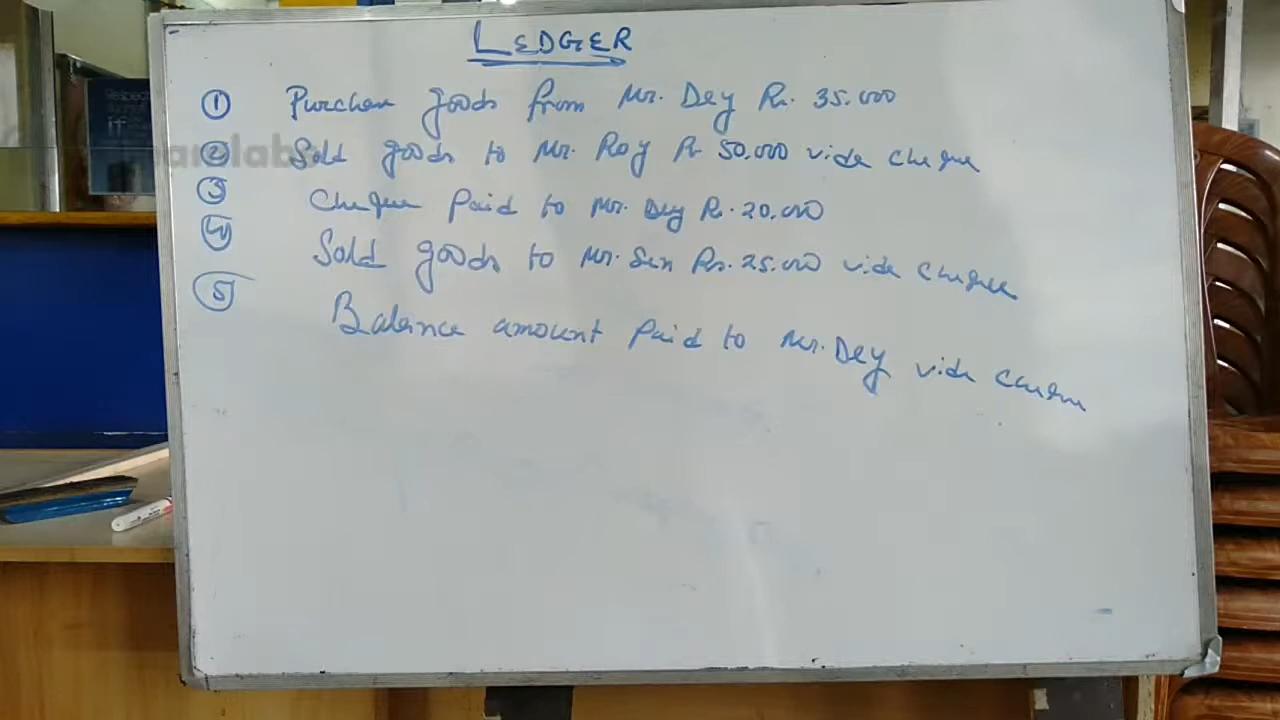 LEDGER
① Purchase goods from Mr. Dey Rs. 35.000
② Sold goods to Mr. Roy Rs 50.000 vide cheque
③ Cheque Paid to Mr. Dey Rs. 20.000
④ Sold goods to Mr. Sen Rs. 25.000 vide cheque
⑤ Balance amount Paid to Mr. Dey vide cheque
Respect
if